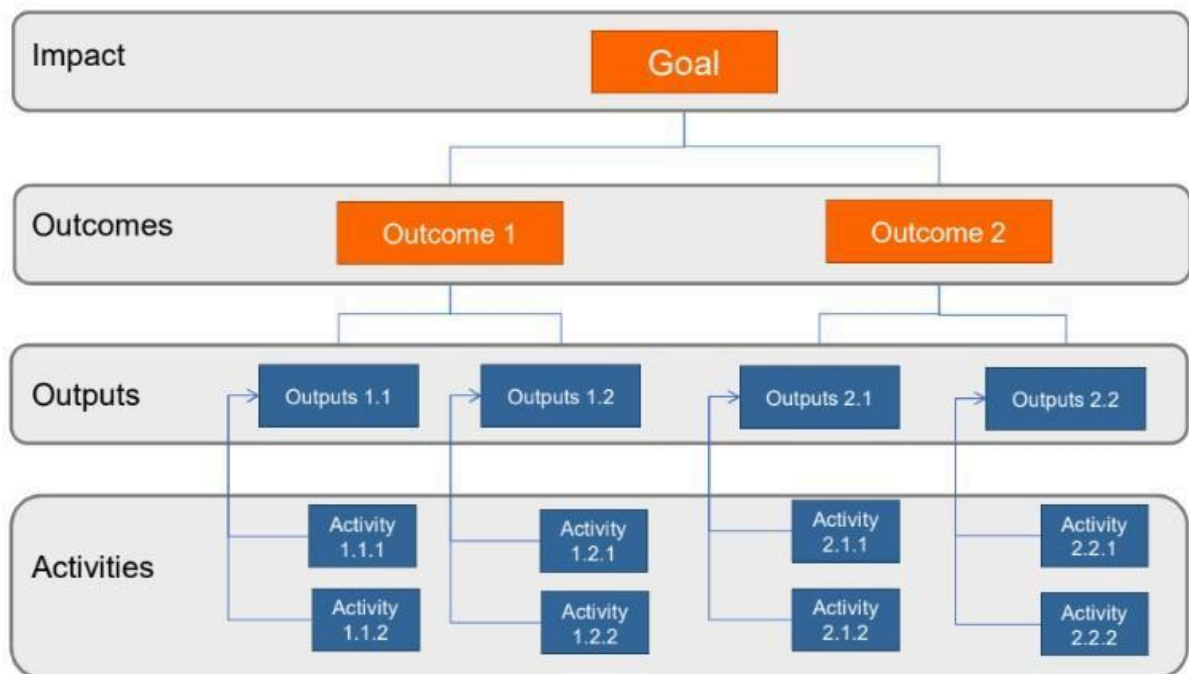 Impact
Goal
Outcomes
Outcome 1
Outcome 2
Outputs
Outputs 1.1
Outputs 1.2
Outputs 2.1
Outputs 2.2
Activities
Activity
1.1.1
Activity
1.2.1
Activity
2.1.1
Activity
2.2.1
Activity
1.1.2
Activity
1.2.2
Activity
2.1.2
Activity
2.2.2